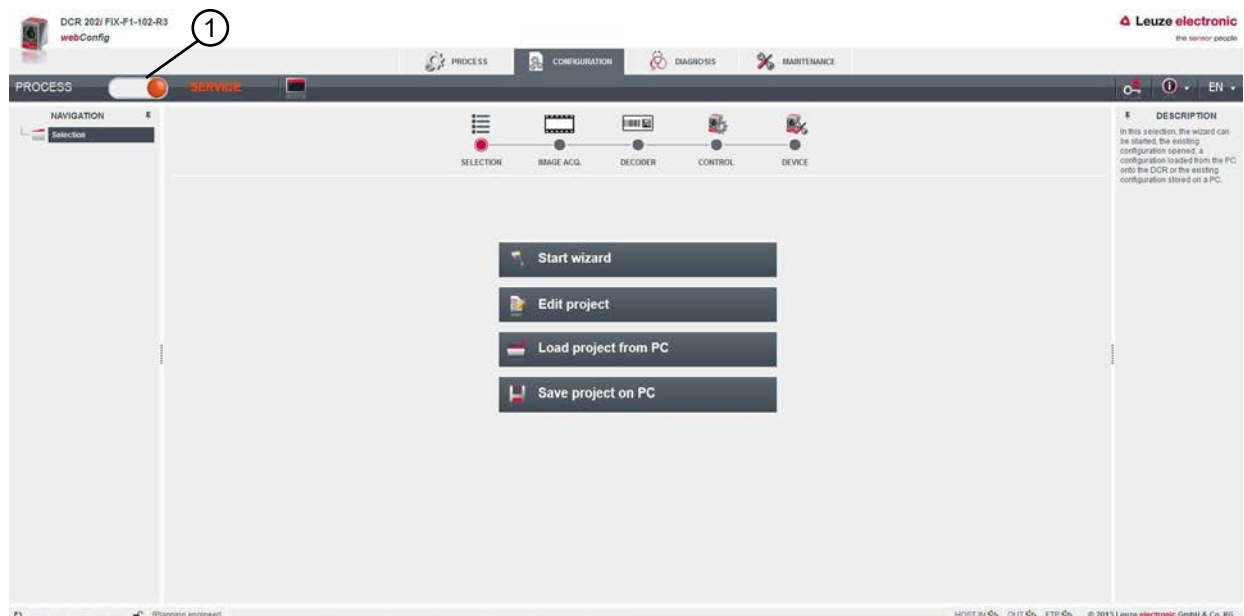 DCR 202i FIX-F1-102-R3
webConfig
1
Leuze electronic
the sensor people
PROCESS
CONFIGURATION
DIAGNOSIS
MAINTENANCE
PROCESS
SERVICE
EN
NAVIGATION
Selection
SELECTION
IMAGE ACQ.
DECODER
CONTROL
DEVICE
DESCRIPTION
In this selection, the wizard can
be started, the existing
configuration opened, a
configuration loaded from the PC
onto the DCR or the existing
configuration stored on a PC.
Start wizard
Edit project
Load project from PC
Save project on PC
[Planning engineer]
HOST IN OUT FTP © 2013 Leuze electronic GmbH & Co. KG